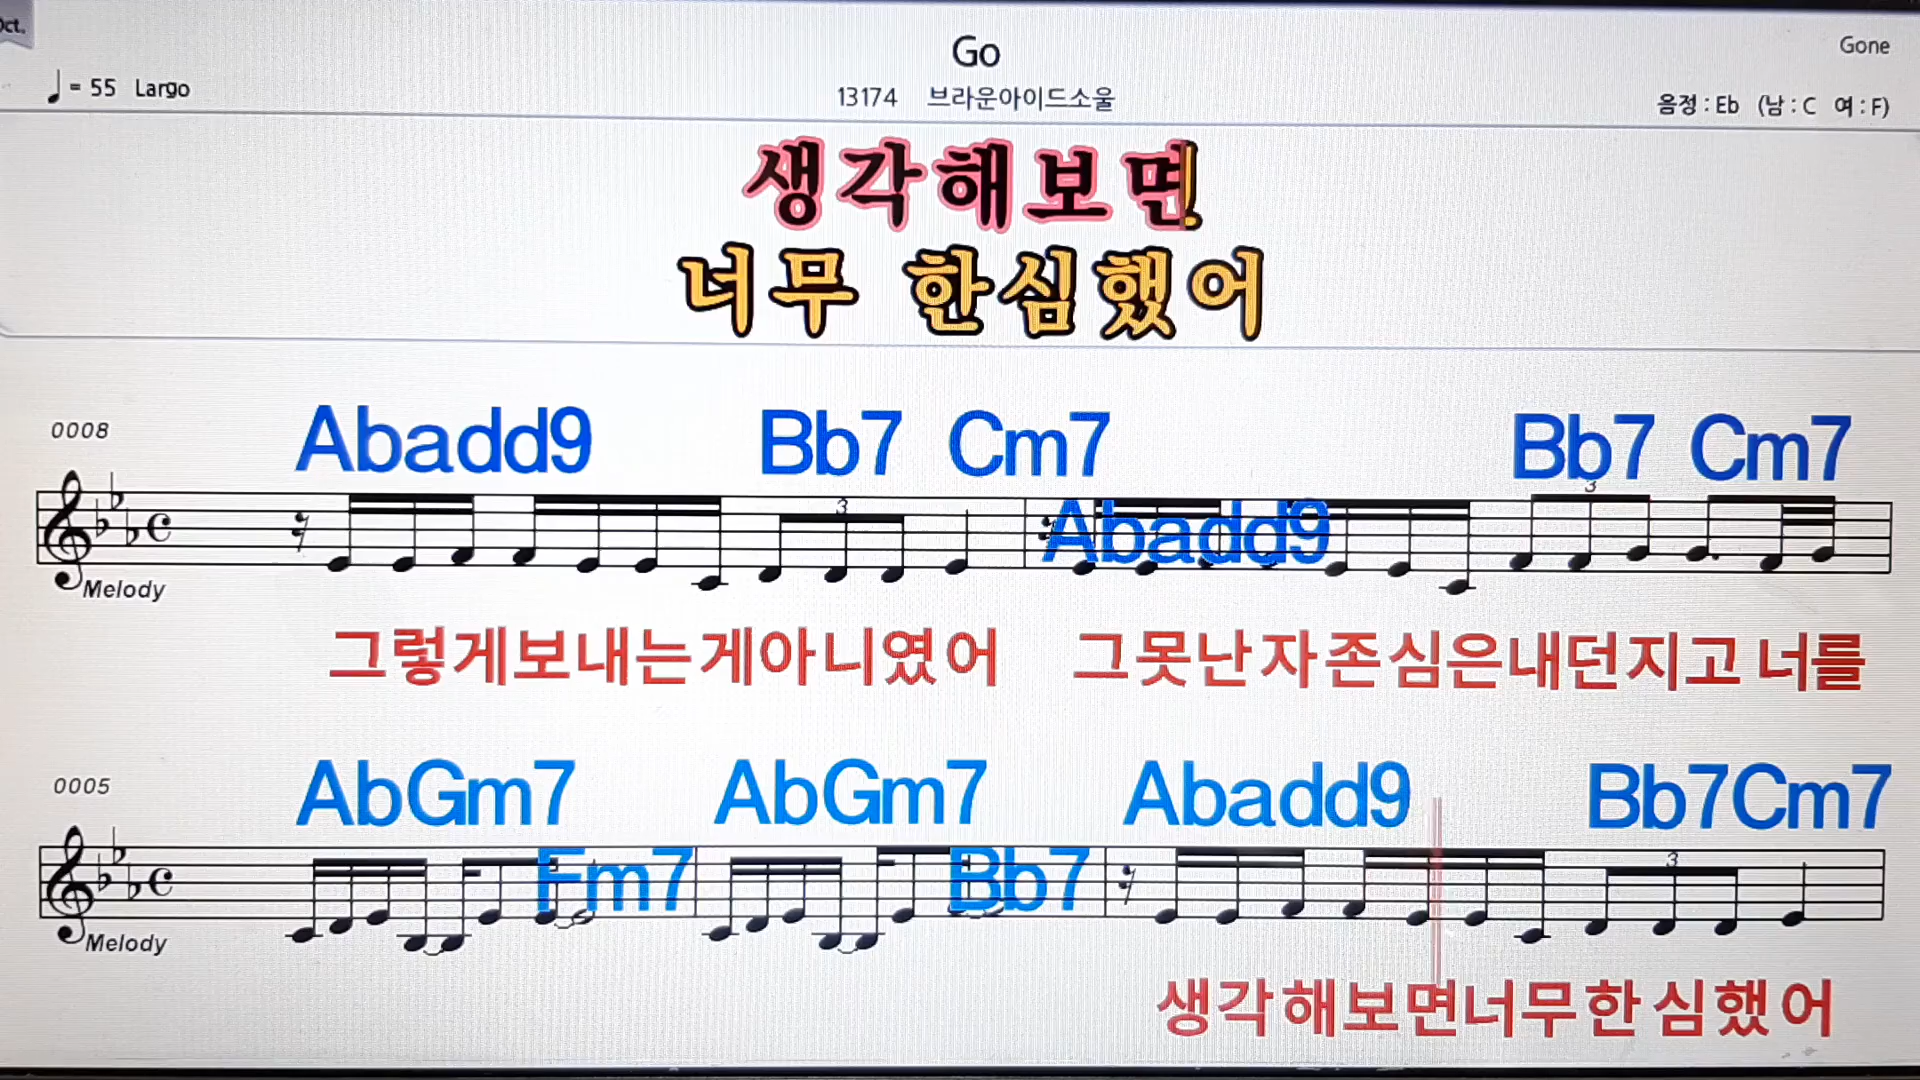 Oct.
Go
Gone
= 55 Largo
13174 브라운아이드소울
음정 : Eb (남 : C 여 : F)
생각해보면
너무 한심했어
0008
Abadd9 Bb7 Cm7 Bb7 Cm7
3 3
Abadd9
Melody
그렇게보내는게아니였어 그못난자존심은내던지고 너를
0005
AbGm7 AbGm7 Abadd9 Bb7Cm7
Fm7 Bb7 3
Melody
생각해보면너무한심했어